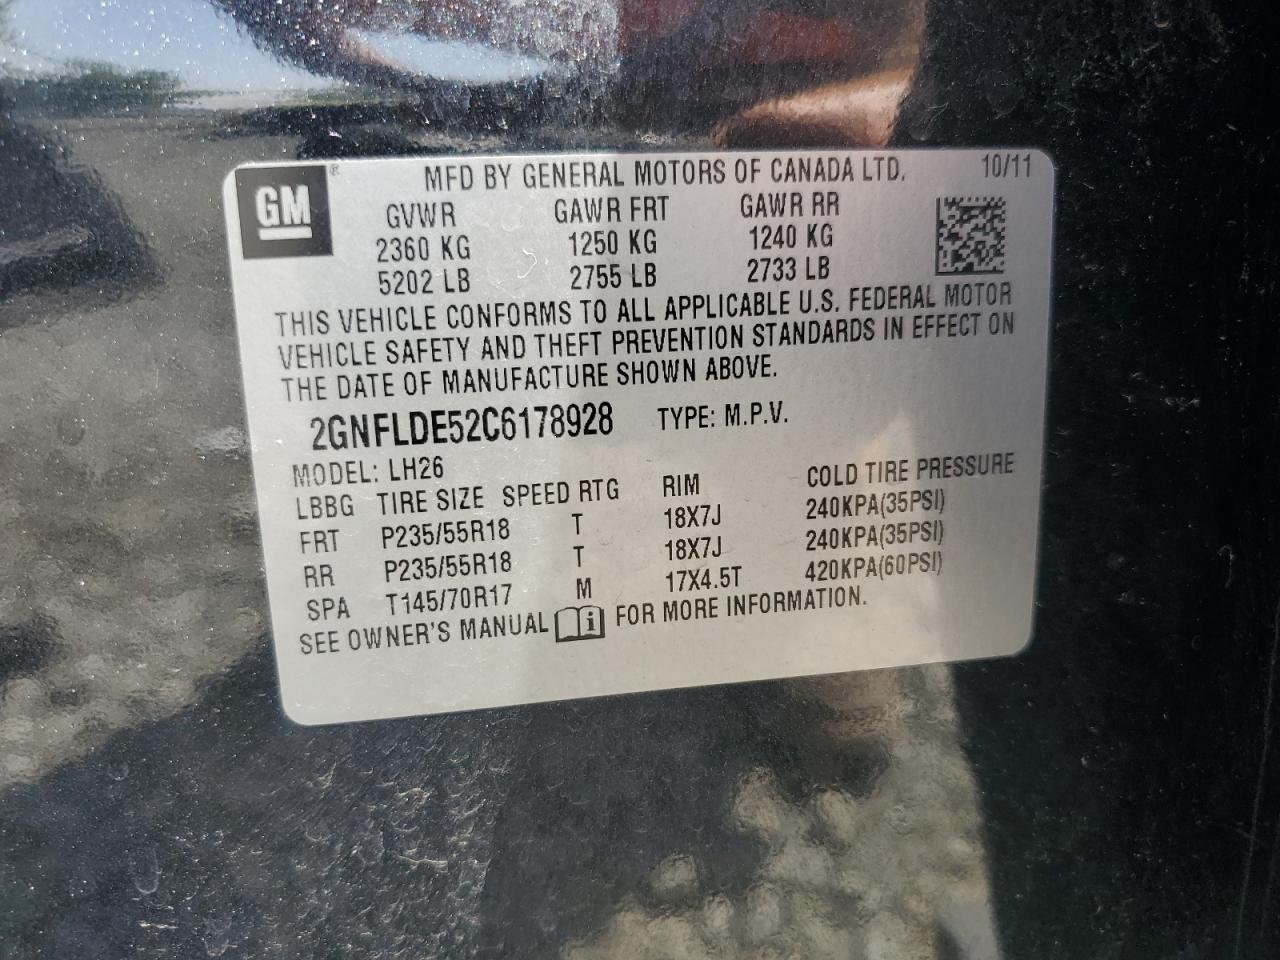 GM ® MFD BY GENERAL MOTORS OF CANADA LTD. 10/11
GVWR GAWR FRT GAWR RR
2360 KG 1250 KG 1240 KG
5202 LB 2755 LB 2733 LB
THIS VEHICLE CONFORMS TO ALL APPLICABLE U.S. FEDERAL MOTOR
VEHICLE SAFETY AND THEFT PREVENTION STANDARDS IN EFFECT ON
THE DATE OF MANUFACTURE SHOWN ABOVE.
2GNFLDE52C6178928 TYPE: M.P.V.
MODEL: LH26
LBBG TIRE SIZE SPEED RTG RIM COLD TIRE PRESSURE
FRT P235/55R18 T 18X7J 240KPA(35PSI)
RR P235/55R18 T 18X7J 240KPA(35PSI)
SPA T145/70R17 M 17X4.5T 420KPA(60PSI)
SEE OWNER'S MANUAL i FOR MORE INFORMATION.